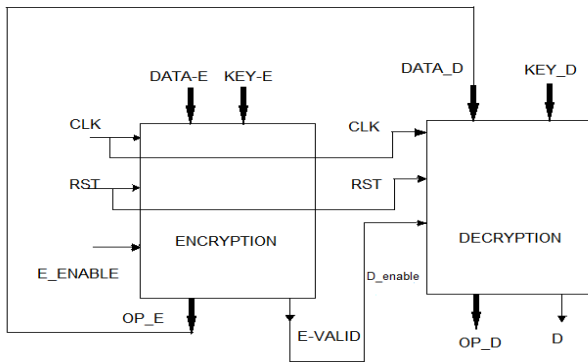 DATA-E
KEY-E
DATA_D
KEY_D
CLK
CLK
RST
RST
ENCRYPTION
DECRYPTION
E_ENABLE
D_enable
OP_E
E-VALID
OP_D
D